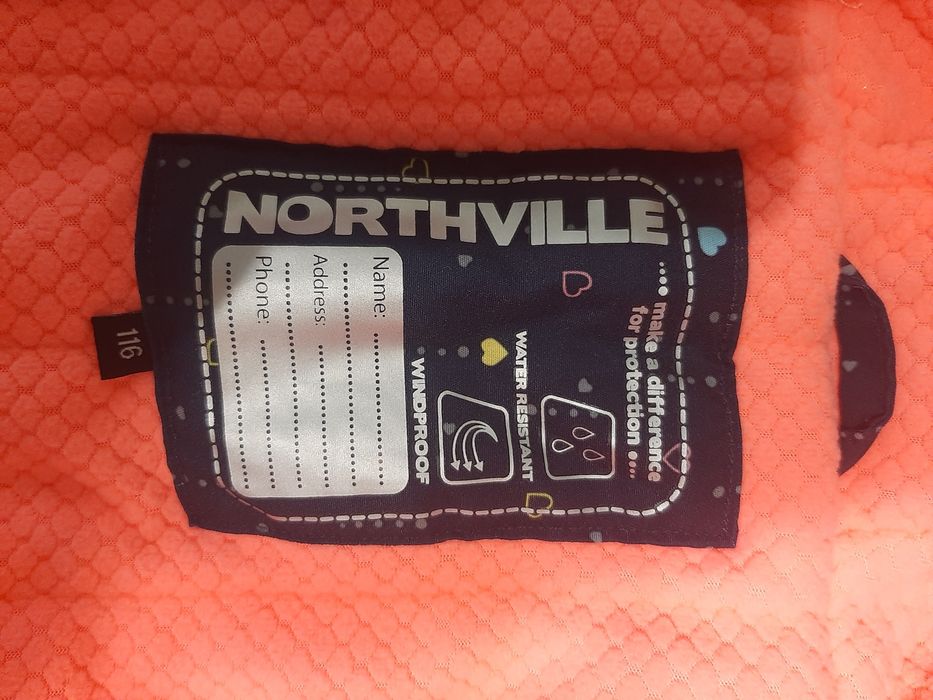 NORTHVILLE
.... make a difference
for protection ....
WATER RESISTANT
WINDPROOF
Name: ....................
....................................
Address: ....................
....................................
Phone: ....................
....................................
116